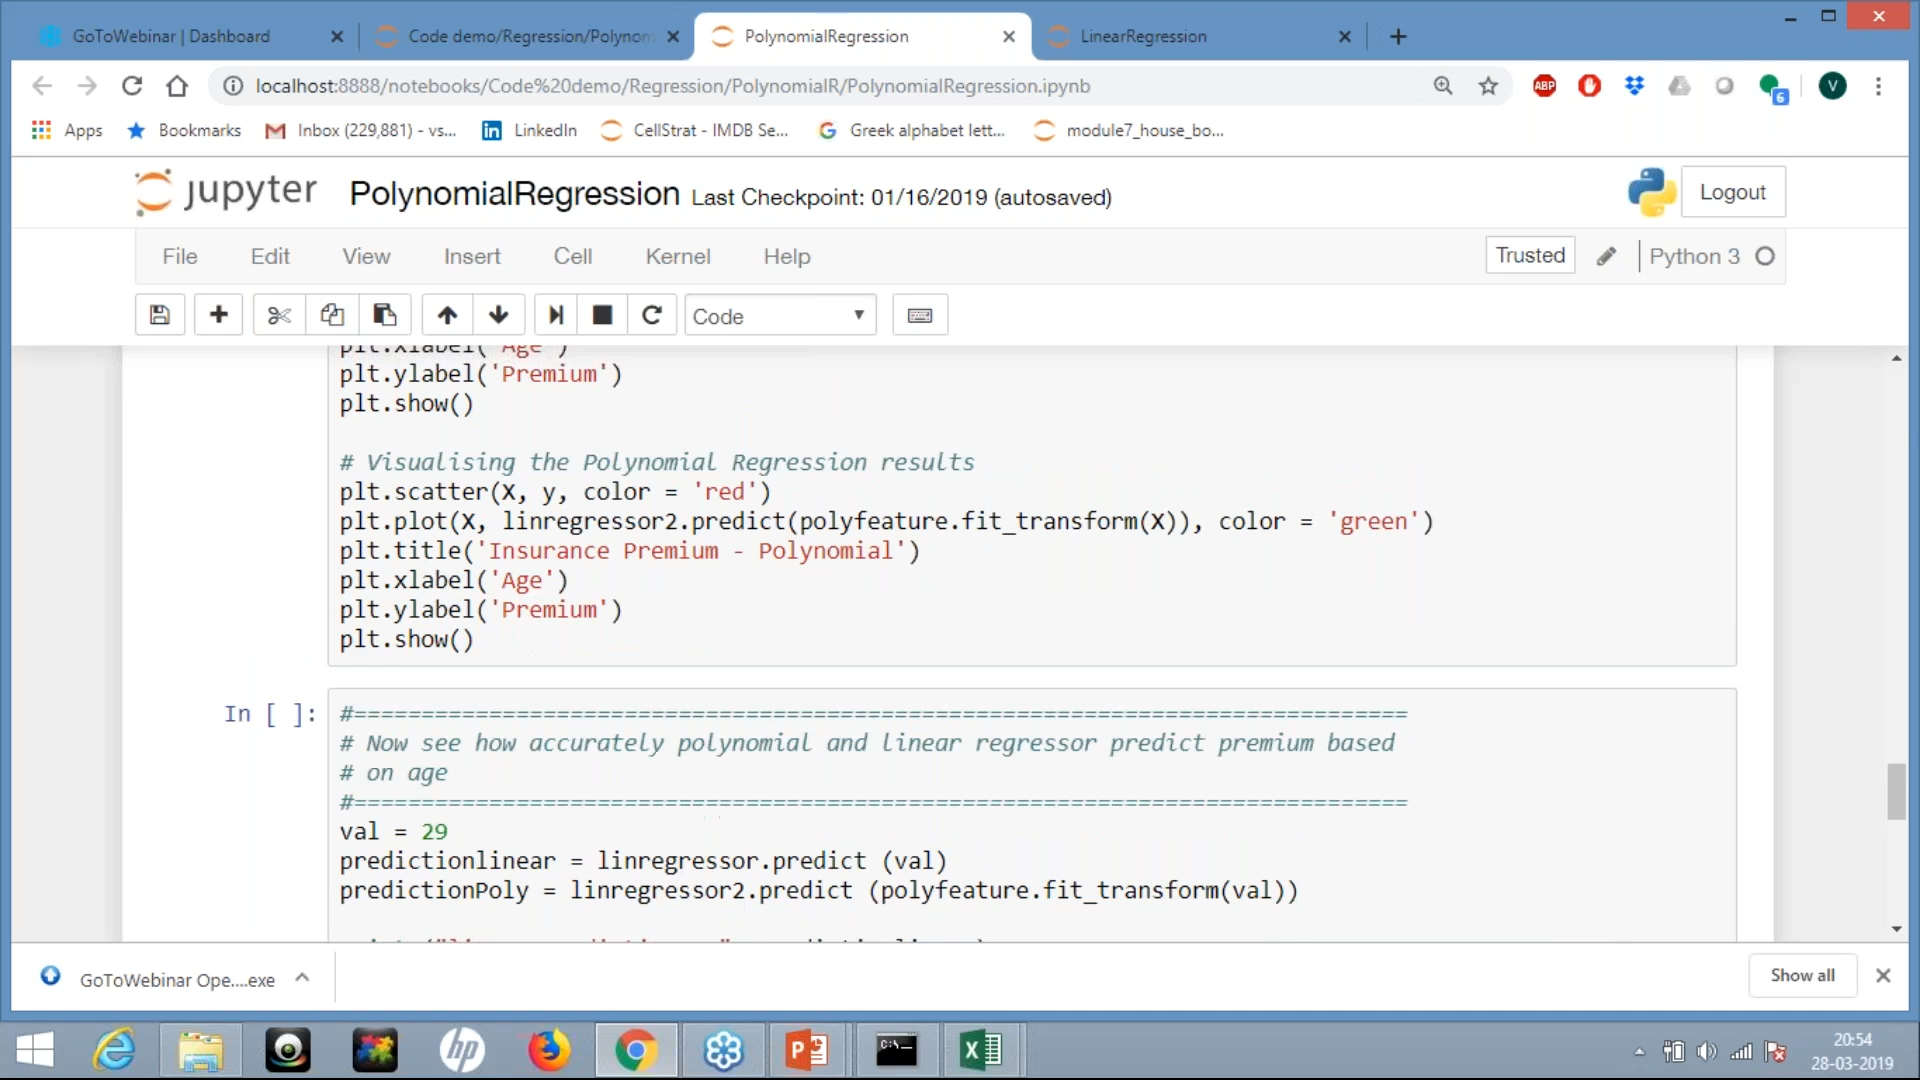 GoToWebinar | Dashboard
Code demo/Regression/Polynom
PolynomialRegression
LinearRegression
localhost:8888/notebooks/Code%20demo/Regression/PolynomialR/PolynomialRegression.ipynb
ABP
6
V
Apps
Bookmarks
Inbox (229,881) - vs...
LinkedIn
CellStrat - IMDB Se...
Greek alphabet lett...
module7_house_bo...
jupyter PolynomialRegression Last Checkpoint: 01/16/2019 (autosaved)
Logout
File Edit View Insert Cell Kernel Help
Trusted
Python 3
Code
plt.xlabel('Age')
plt.ylabel('Premium')
plt.show()
# Visualising the Polynomial Regression results
plt.scatter(X, y, color = 'red')
plt.plot(X, linregressor2.predict(polyfeature.fit_transform(X)), color = 'green')
plt.title('Insurance Premium - Polynomial')
plt.xlabel('Age')
plt.ylabel('Premium')
plt.show()
In [ ]:
#==============================================================================
# Now see how accurately polynomial and linear regressor predict premium based
# on age
#==============================================================================
val = 29
predictionlinear = linregressor.predict (val)
predictionPoly = linregressor2.predict (polyfeature.fit_transform(val))
GoToWebinar Ope....exe
Show all
hp
P
C:\
X
20:54
28-03-2019